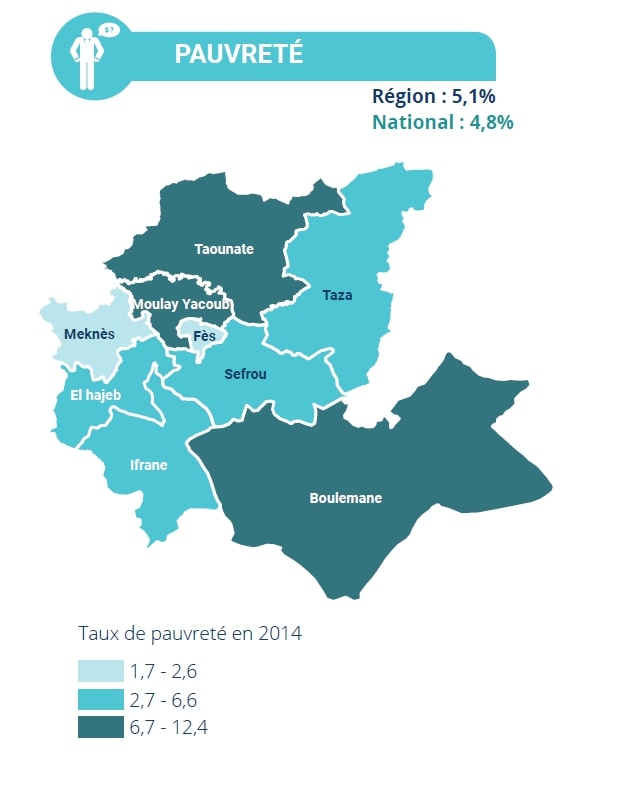 $ ?
PAUVRETÉ
Région : 5,1%
National : 4,8%
Taounate
Taza
Moulay Yacoub
Meknès
Fès
Sefrou
El hajeb
Ifrane
Boulemane
Taux de pauvreté en 2014
1,7 - 2,6
2,7 - 6,6
6,7 - 12,4